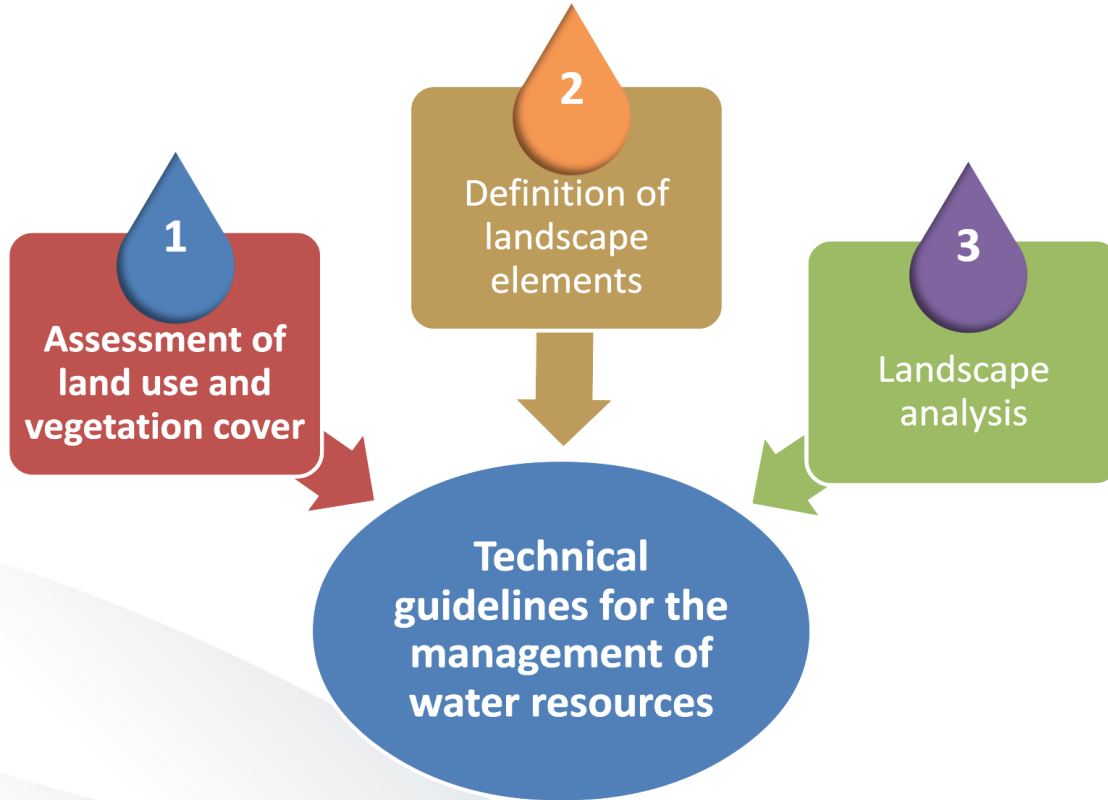 1
Assessment of
land use and
vegetation cover
2
Definition of
landscape
elements
3
Landscape
analysis
Technical
guidelines for the
management of
water resources